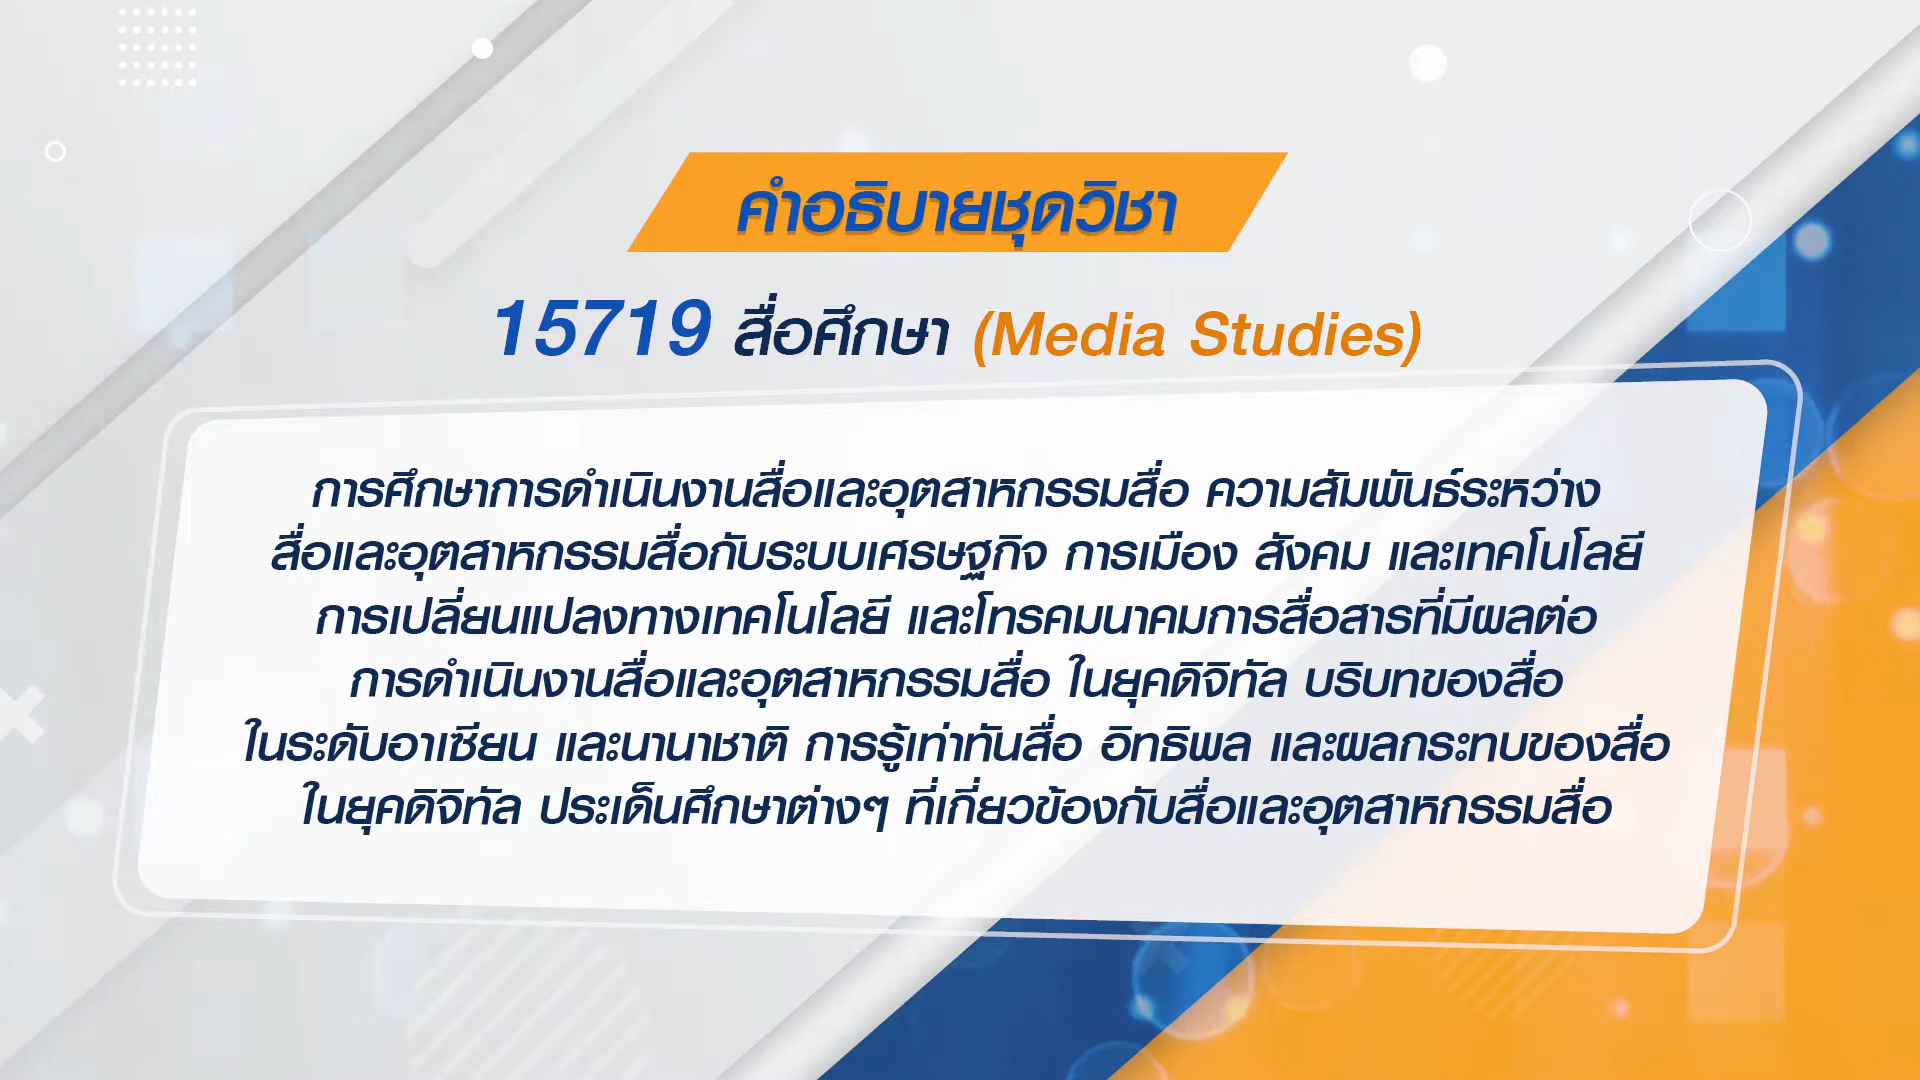 คำอธิบายชุดวิชา
15719 สื่อศึกษา (Media Studies)
การศึกษาการดำเนินงานสื่อและอุตสาหกรรมสื่อ ความสัมพันธ์ระหว่าง
สื่อและอุตสาหกรรมสื่อกับระบบเศรษฐกิจ การเมือง สังคม และเทคโนโลยี
การเปลี่ยนแปลงทางเทคโนโลยี และโทรคมนาคมการสื่อสารที่มีผลต่อ
การดำเนินงานสื่อและอุตสาหกรรมสื่อ ในยุคดิจิทัล บริบทของสื่อ
ในระดับอาเซียน และนานาชาติ การรู้เท่าทันสื่อ อิทธิพล และผลกระทบของสื่อ
ในยุคดิจิทัล ประเด็นศึกษาต่างๆ ที่เกี่ยวข้องกับสื่อและอุตสาหกรรมสื่อ